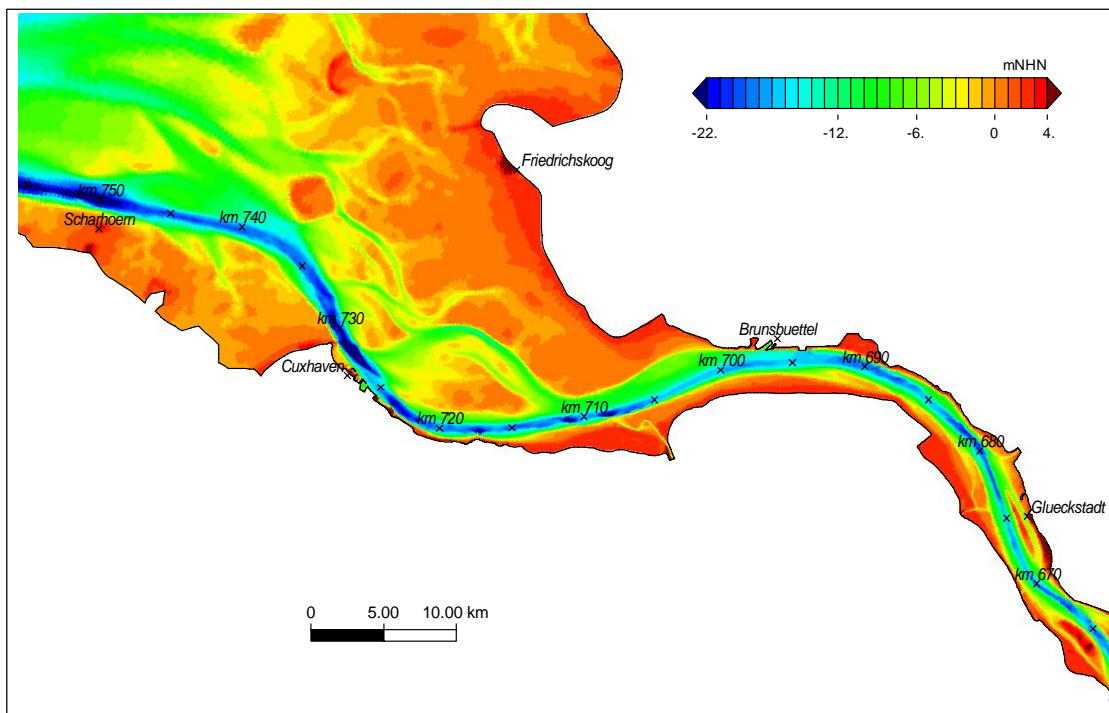 mNHN
-22. -12. -6. 0 4.
Friedrichskoog
km 750
Scharhoern
km 740
km 730
Brunsbuettel
km 700
km 690
Cuxhaven
km 720
km 710
km 680
Glueckstadt
km 670
0 5.00 10.00 km